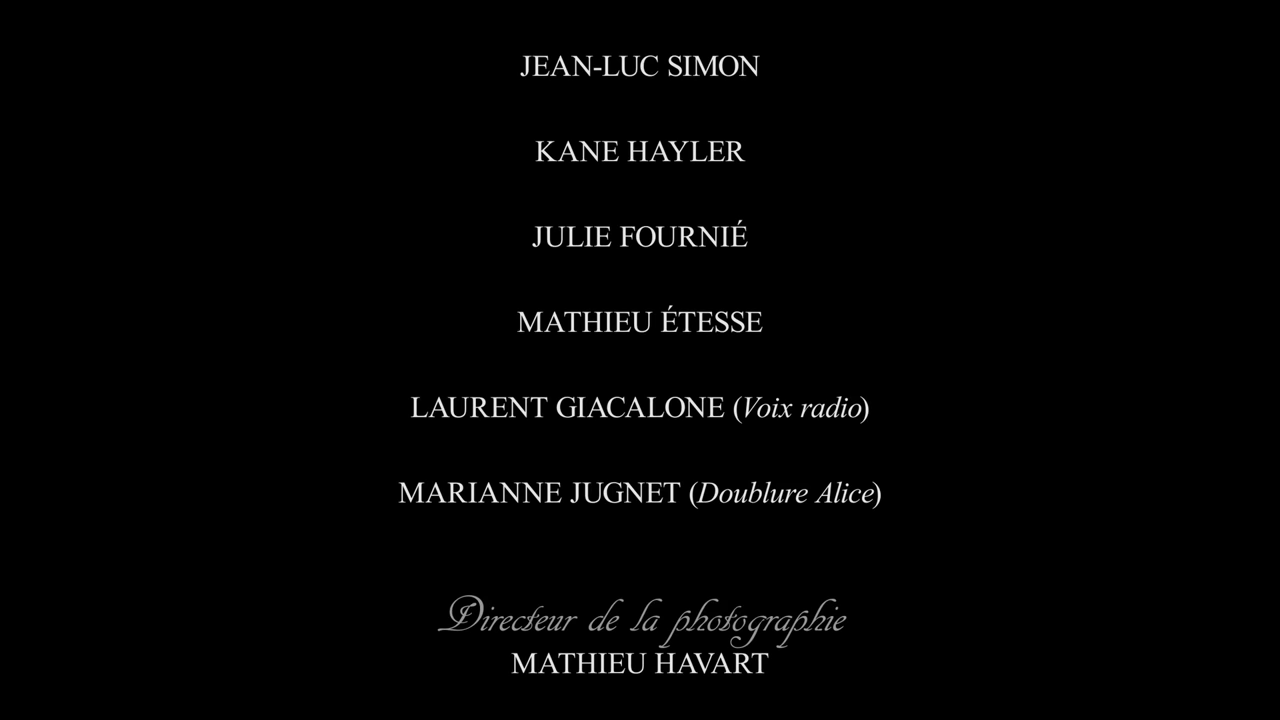 JEAN-LUC SIMON
KANE HAYLER
JULIE FOURNIÉ
MATHIEU ÉTESSE
LAURENT GIACALONE (Voix radio)
MARIANNE JUGNET (Doublure Alice)
Directeur de la photographie
MATHIEU HAVART